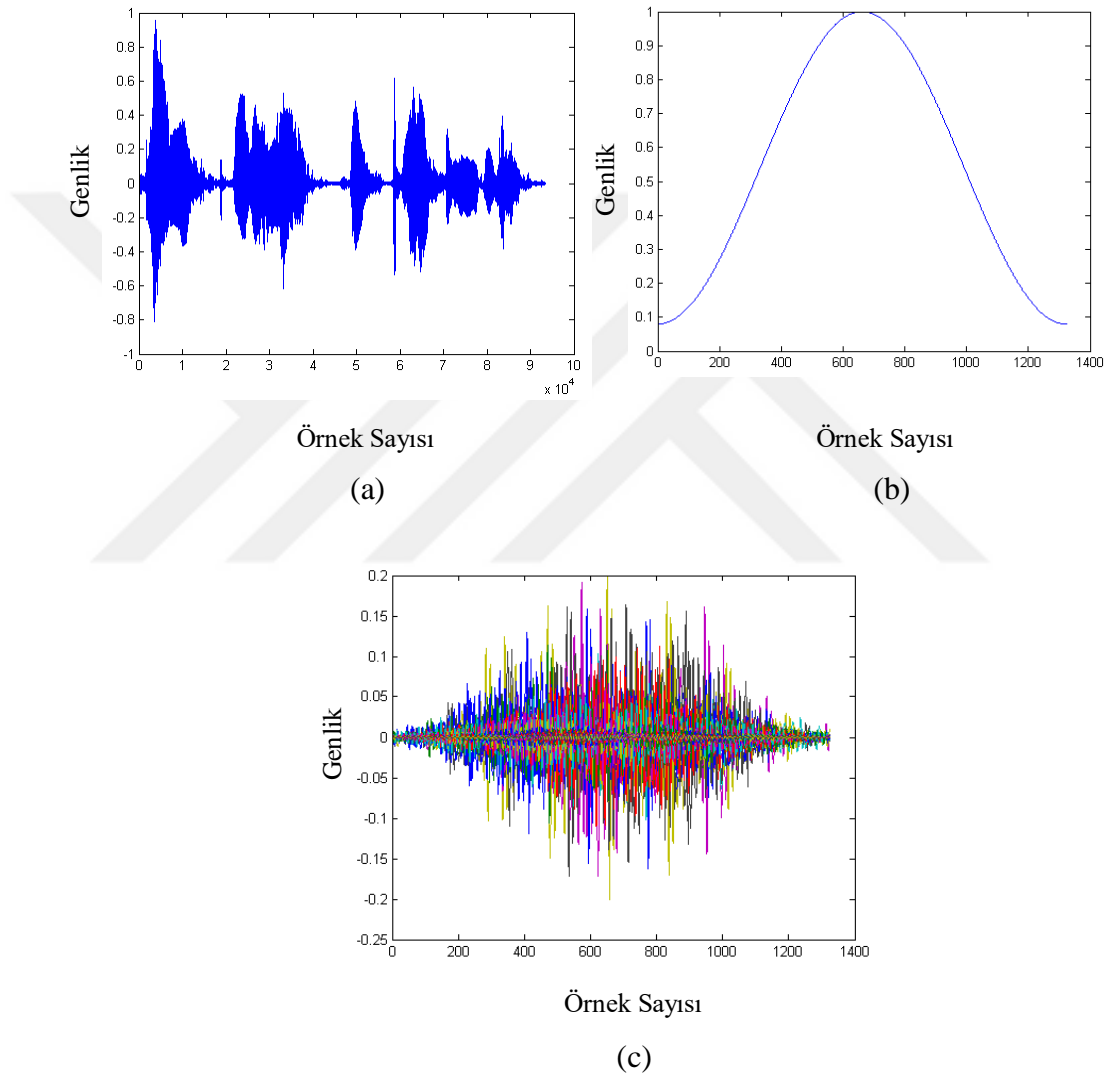 1
0.8
0.6
0.4
0.2
0
-0.2
-0.4
-0.6
-0.8
-1
0 1 2 3 4 5 6 7 8 9 10
x 10^4
Genlik
Örnek Sayısı
(a)
1
0.9
0.8
0.7
0.6
0.5
0.4
0.3
0.2
0.1
0
0 200 400 600 800 1000 1200 1400
Genlik
Örnek Sayısı
(b)
0.2
0.15
0.1
0.05
0
-0.05
-0.1
-0.15
-0.2
-0.25
0 200 400 600 800 1000 1200 1400
Genlik
Örnek Sayısı
(c)